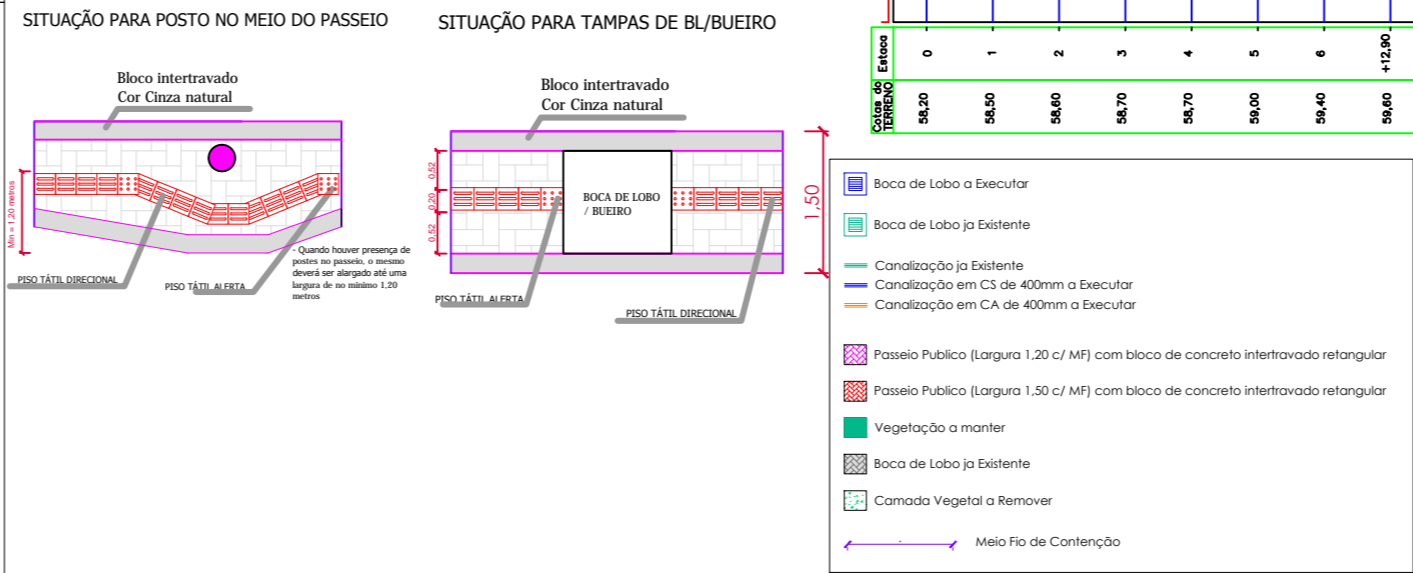 SITUAÇÃO PARA POSTO NO MEIO DO PASSEIO
Bloco intertravado
Cor Cinza natural
Min = 1,20 metros
PISO TÁTIL DIRECIONAL
PISO TÁTIL ALERTA
- Quando houver presença de
postes no passeio, o mesmo
deverá ser alargado até uma
largura de no minimo 1,20
metros
SITUAÇÃO PARA TAMPAS DE BL/BUEIRO
Bloco intertravado
Cor Cinza natural
0,52
0,20
0,52
BOCA DE LOBO
/ BUEIRO
1,50
PISO TÁTIL ALERTA
PISO TÁTIL DIRECIONAL
Estaca
0
1
2
3
4
5
6
+12,90
Cotas do
TERRENO
58,20
58,50
58,60
58,70
58,70
59,00
59,40
59,60
Boca de Lobo a Executar
Boca de Lobo ja Existente
Canalização ja Existente
Canalização em CS de 400mm a Executar
Canalização em CA de 400mm a Executar
Passeio Publico (Largura 1,20 c/ MF) com bloco de concreto intertravado retangular
Passeio Publico (Largura 1,50 c/ MF) com bloco de concreto intertravado retangular
Vegetação a manter
Boca de Lobo ja Existente
Camada Vegetal a Remover
Meio Fio de Contenção